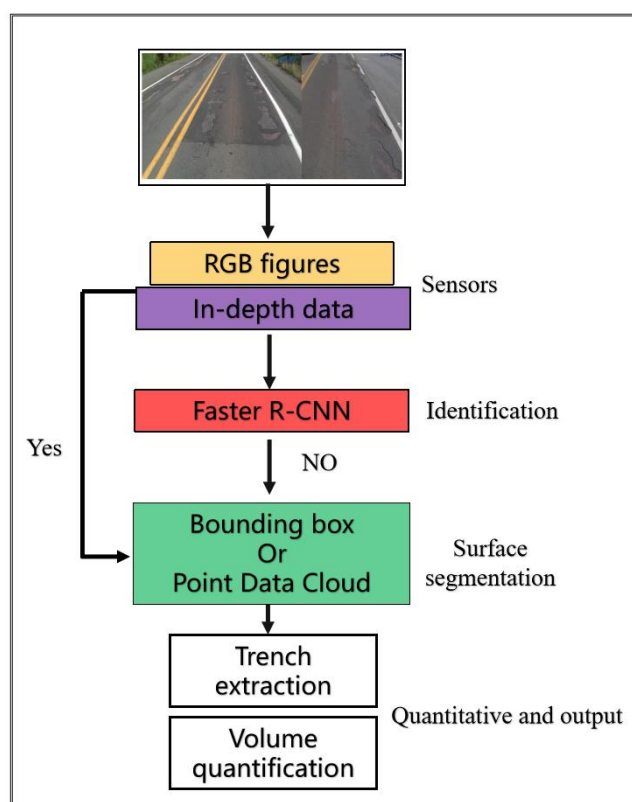 RGB figures
Sensors
In-depth data
Faster R-CNN
Identification
Yes
NO
Bounding box
Or
Point Data Cloud
Surface
segmentation
Trench
extraction
Quantitative and output
Volume
quantification